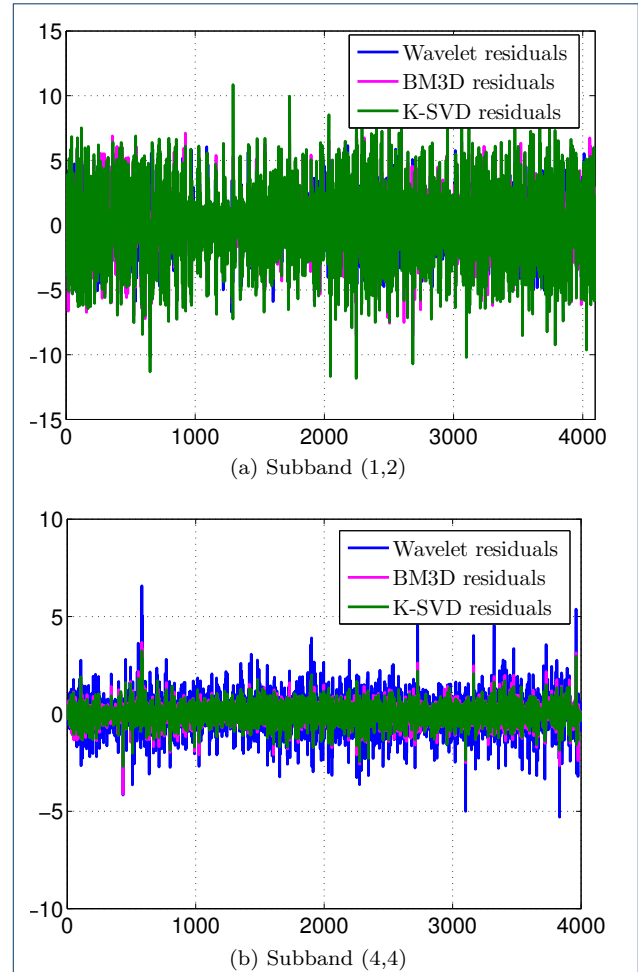 15
10
5
0
−5
−10
−15
0 1000 2000 3000 4000
Wavelet residuals
BM3D residuals
K-SVD residuals
(a) Subband (1,2)
10
5
0
−5
−10
0 1000 2000 3000 4000
Wavelet residuals
BM3D residuals
K-SVD residuals
(b) Subband (4,4)